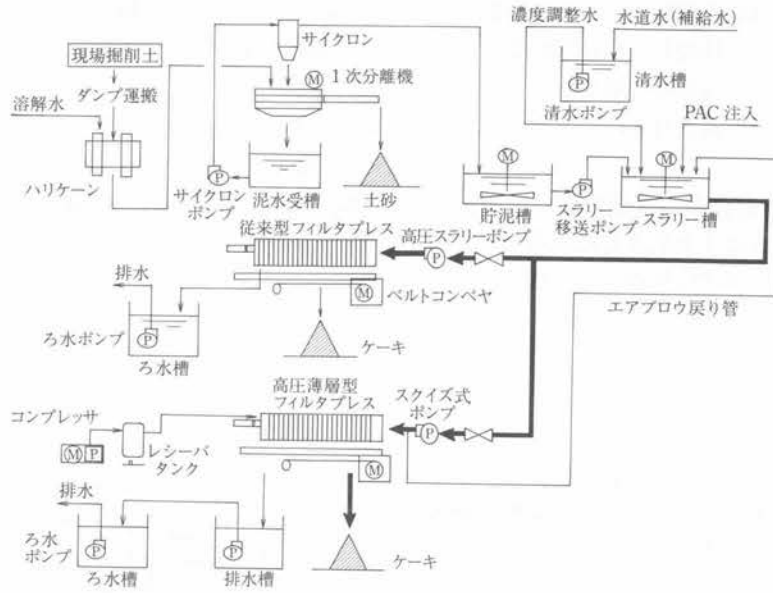 現場掘削土
ダンプ運搬
溶解水
ハリケーン
サイクロン
M
1次分離機
P
サイクロン
ポンプ
泥水受槽
土砂
濃度調整水
水道水(補給水)
P
清水槽
清水ポンプ
PAC 注入
M
貯泥槽
P
スラリー
移送ポンプ
M
スラリー槽
従来型フィルタプレス
高圧スラリーポンプ
P
M
ベルトコンベヤ
排水
P
ろ水ポンプ
ろ水槽
ケーキ
エアブロウ戻り管
高圧薄層型
フィルタプレス
スクイズ式
ポンプ
P
コンプレッサ
M P
レシーバ
タンク
M
排水
ろ水
ポンプ
P
ろ水槽
P
排水槽
ケーキ